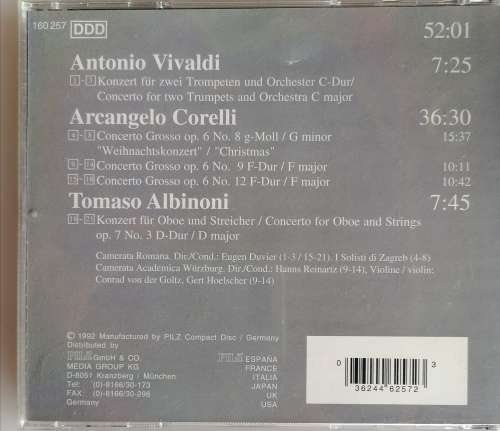 160 257 DDD 52:01
Antonio Vivaldi 7:25
1-3 Konzert für zwei Trompeten und Orchester C-Dur/
Concerto for two Trumpets and Orchestra C major
Arcangelo Corelli 36:30
4-8 Concerto Grosso op. 6 No. 8 g-Moll / G minor 15:37
"Weihnachtskonzert" / "Christmas"
9-14 Concerto Grosso op. 6 No. 9 F-Dur / F major 10:11
15-18 Concerto Grosso op. 6 No. 12 F-Dur / F major 10:42
Tomaso Albinoni 7:45
19-21 Konzert für Oboe und Streicher / Concerto for Oboe and Strings
op. 7 No. 3 D-Dur / D major
Camerata Romana. Dir./Cond.: Eugen Duvier (1-3 / 15-21). I Solisti di Zagreb (4-8)
Camerata Academica Würzburg. Dir./Cond.: Hanns Reinartz (9-14), Violine / violin:
Conrad von der Goltz, Gert Hoelscher (9-14)
© 1992 Manufactured by PILZ Compact Disc / Germany
Distributed by
PILZ GmbH & CO.
MEDIA GROUP KG
D-8051 Kranzberg / München
Tel: (0)-8166/30-173
FAX: (0)-8166/30-295
Germany
PILZ ESPAÑA
FRANCE
ITALIA
JAPAN
UK
USA
0 36244 62572 3